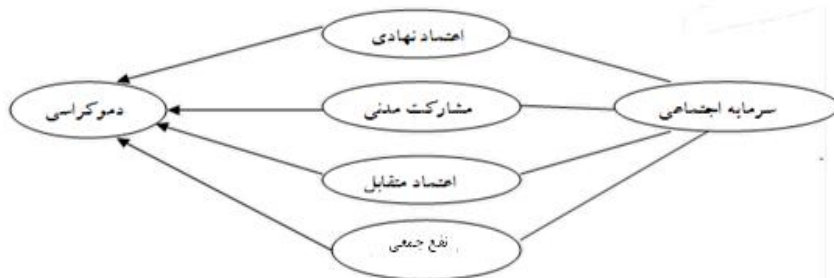 اعتماد نهادی
سرمایه اجتماعی
مشارکت مدنی
دموکراسی
اعتماد متقابل
نفع جمعی